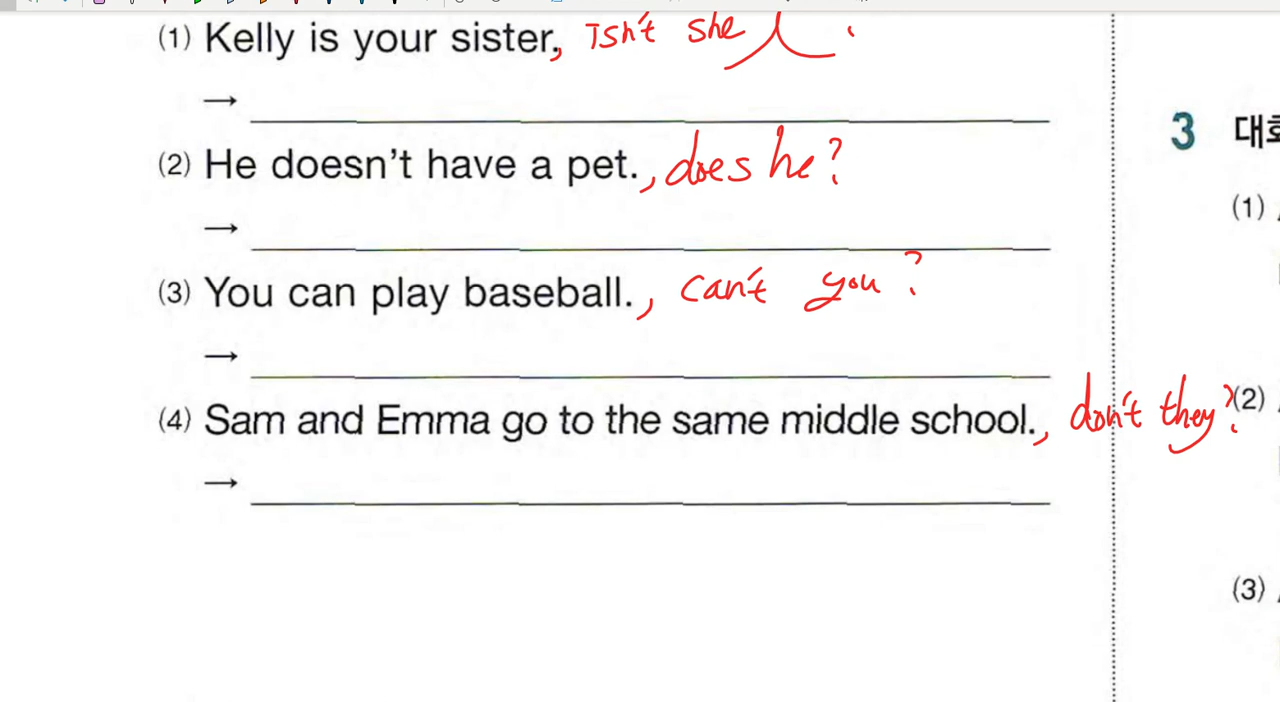 (1) Kelly is your sister, isn't she
→
(2) He doesn't have a pet. , does he?
→
(3) You can play baseball. , can't you?
→
(4) Sam and Emma go to the same middle school. , don't they?
→
3
(1)
(2)
(3)